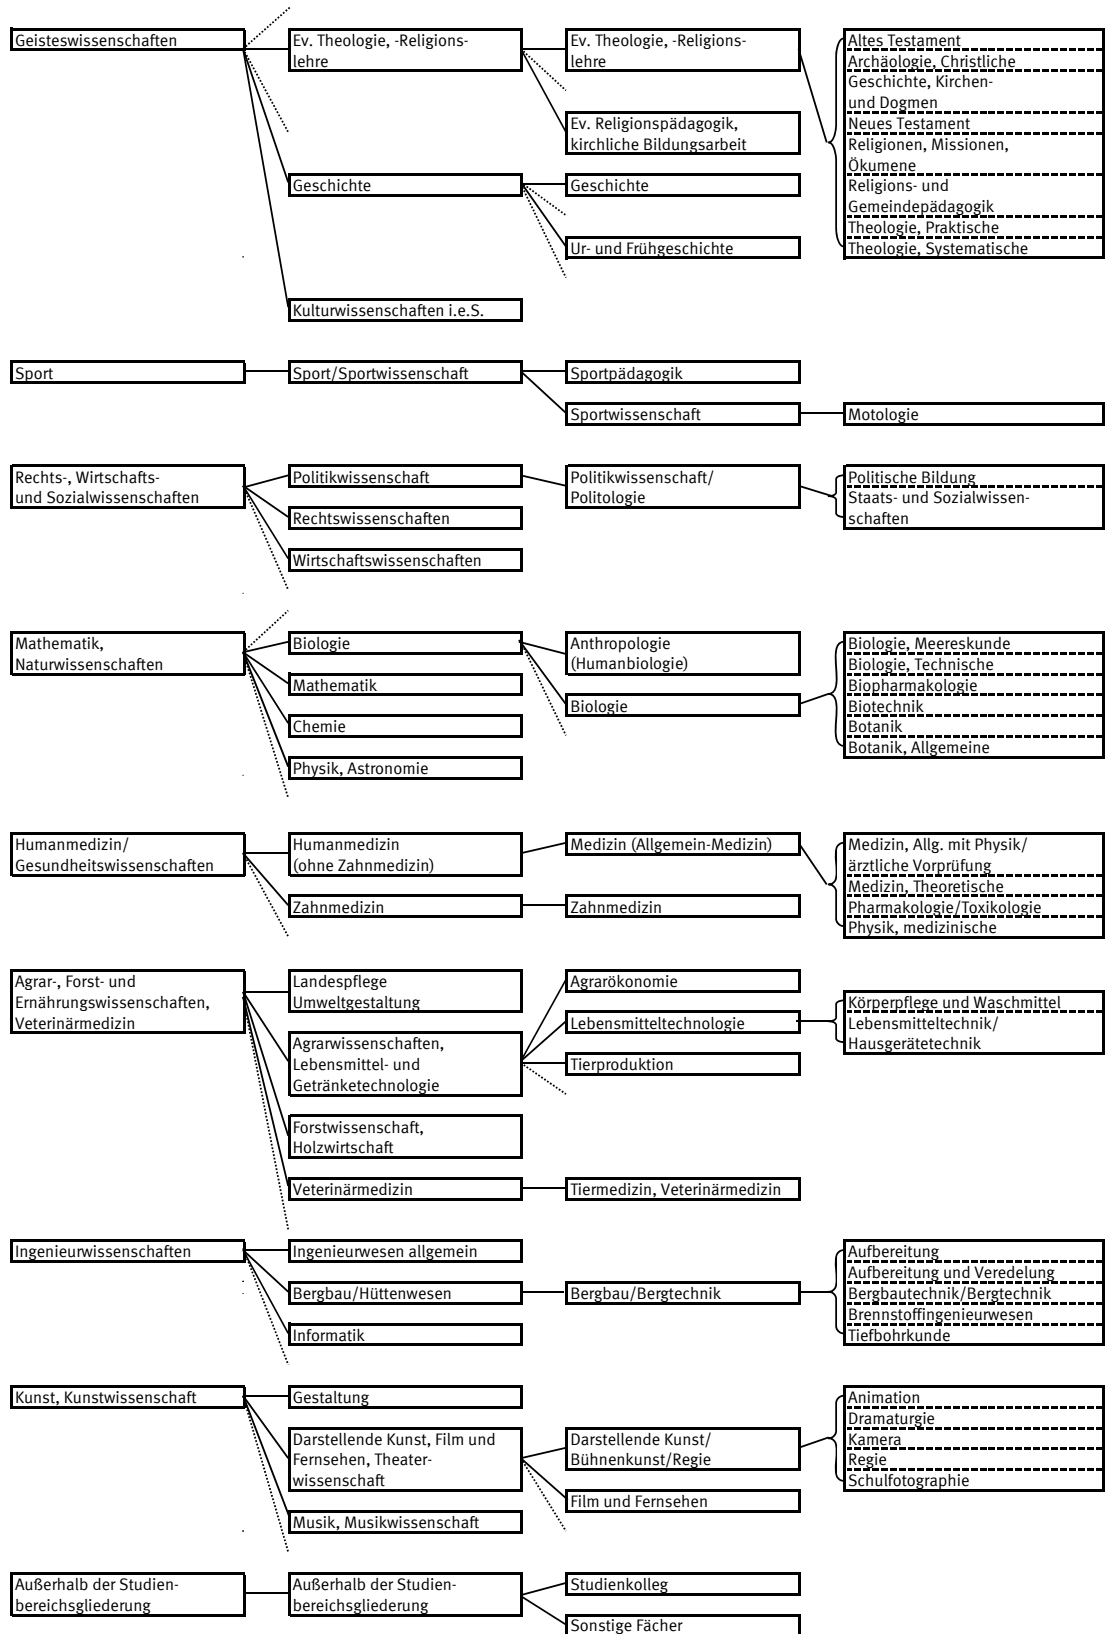 Geisteswissenschaften
Ev. Theologie, -Religions-
lehre
Ev. Theologie, -Religions-
lehre
Altes Testament
Archäologie, Christliche
Geschichte, Kirchen-
und Dogmen
Neues Testament
Religionen, Missionen,
Ökumene
Religions- und
Gemeindepädagogik
Theologie, Praktische
Theologie, Systematische
Ev. Religionspädagogik,
kirchliche Bildungsarbeit
Geschichte
Geschichte
Ur- und Frühgeschichte
Kulturwissenschaften i.e.S.
Sport
Sport/Sportwissenschaft
Sportpädagogik
Sportwissenschaft
Motologie
Rechts-, Wirtschafts-
und Sozialwissenschaften
Politikwissenschaft
Politikwissenschaft/
Politologie
Politische Bildung
Staats- und Sozialwissen-
schaften
Rechtswissenschaften
Wirtschaftswissenschaften
Mathematik,
Naturwissenschaften
Biologie
Anthropologie
(Humanbiologie)
Biologie, Meereskunde
Biologie, Technische
Biopharmakologie
Biotechnik
Botanik
Botanik, Allgemeine
Mathematik
Biologie
Chemie
Physik, Astronomie
Humanmedizin/
Gesundheitswissenschaften
Humanmedizin
(ohne Zahnmedizin)
Medizin (Allgemein-Medizin)
Medizin, Allg. mit Physik/
ärztliche Vorprüfung
Medizin, Theoretische
Pharmakologie/Toxikologie
Physik, medizinische
Zahnmedizin
Zahnmedizin
Agrar-, Forst- und
Ernährungswissenschaften,
Veterinärmedizin
Landespflege
Umweltgestaltung
Agrarökonomie
Körperpflege und Waschmittel
Lebensmitteltechnik/
Hausgerätetechnik
Agrarwissenschaften,
Lebensmittel- und
Getränketechnologie
Lebensmitteltechnologie
Tierproduktion
Forstwissenschaft,
Holzwirtschaft
Veterinärmedizin
Tiermedizin, Veterinärmedizin
Ingenieurwissenschaften
Ingenieurwesen allgemein
Aufbereitung
Aufbereitung und Veredelung
Bergbautechnik/Bergtechnik
Brennstoffingenieurwesen
Tiefbohrkunde
Bergbau/Hüttenwesen
Bergbau/Bergtechnik
Informatik
Kunst, Kunstwissenschaft
Gestaltung
Animation
Dramaturgie
Kamera
Regie
Schulfotographie
Darstellende Kunst, Film und
Fernsehen, Theater-
wissenschaft
Darstellende Kunst/
Bühnenkunst/Regie
Film und Fernsehen
Musik, Musikwissenschaft
Außerhalb der Studien-
bereichsgliederung
Außerhalb der Studien-
bereichsgliederung
Studienkolleg
Sonstige Fächer